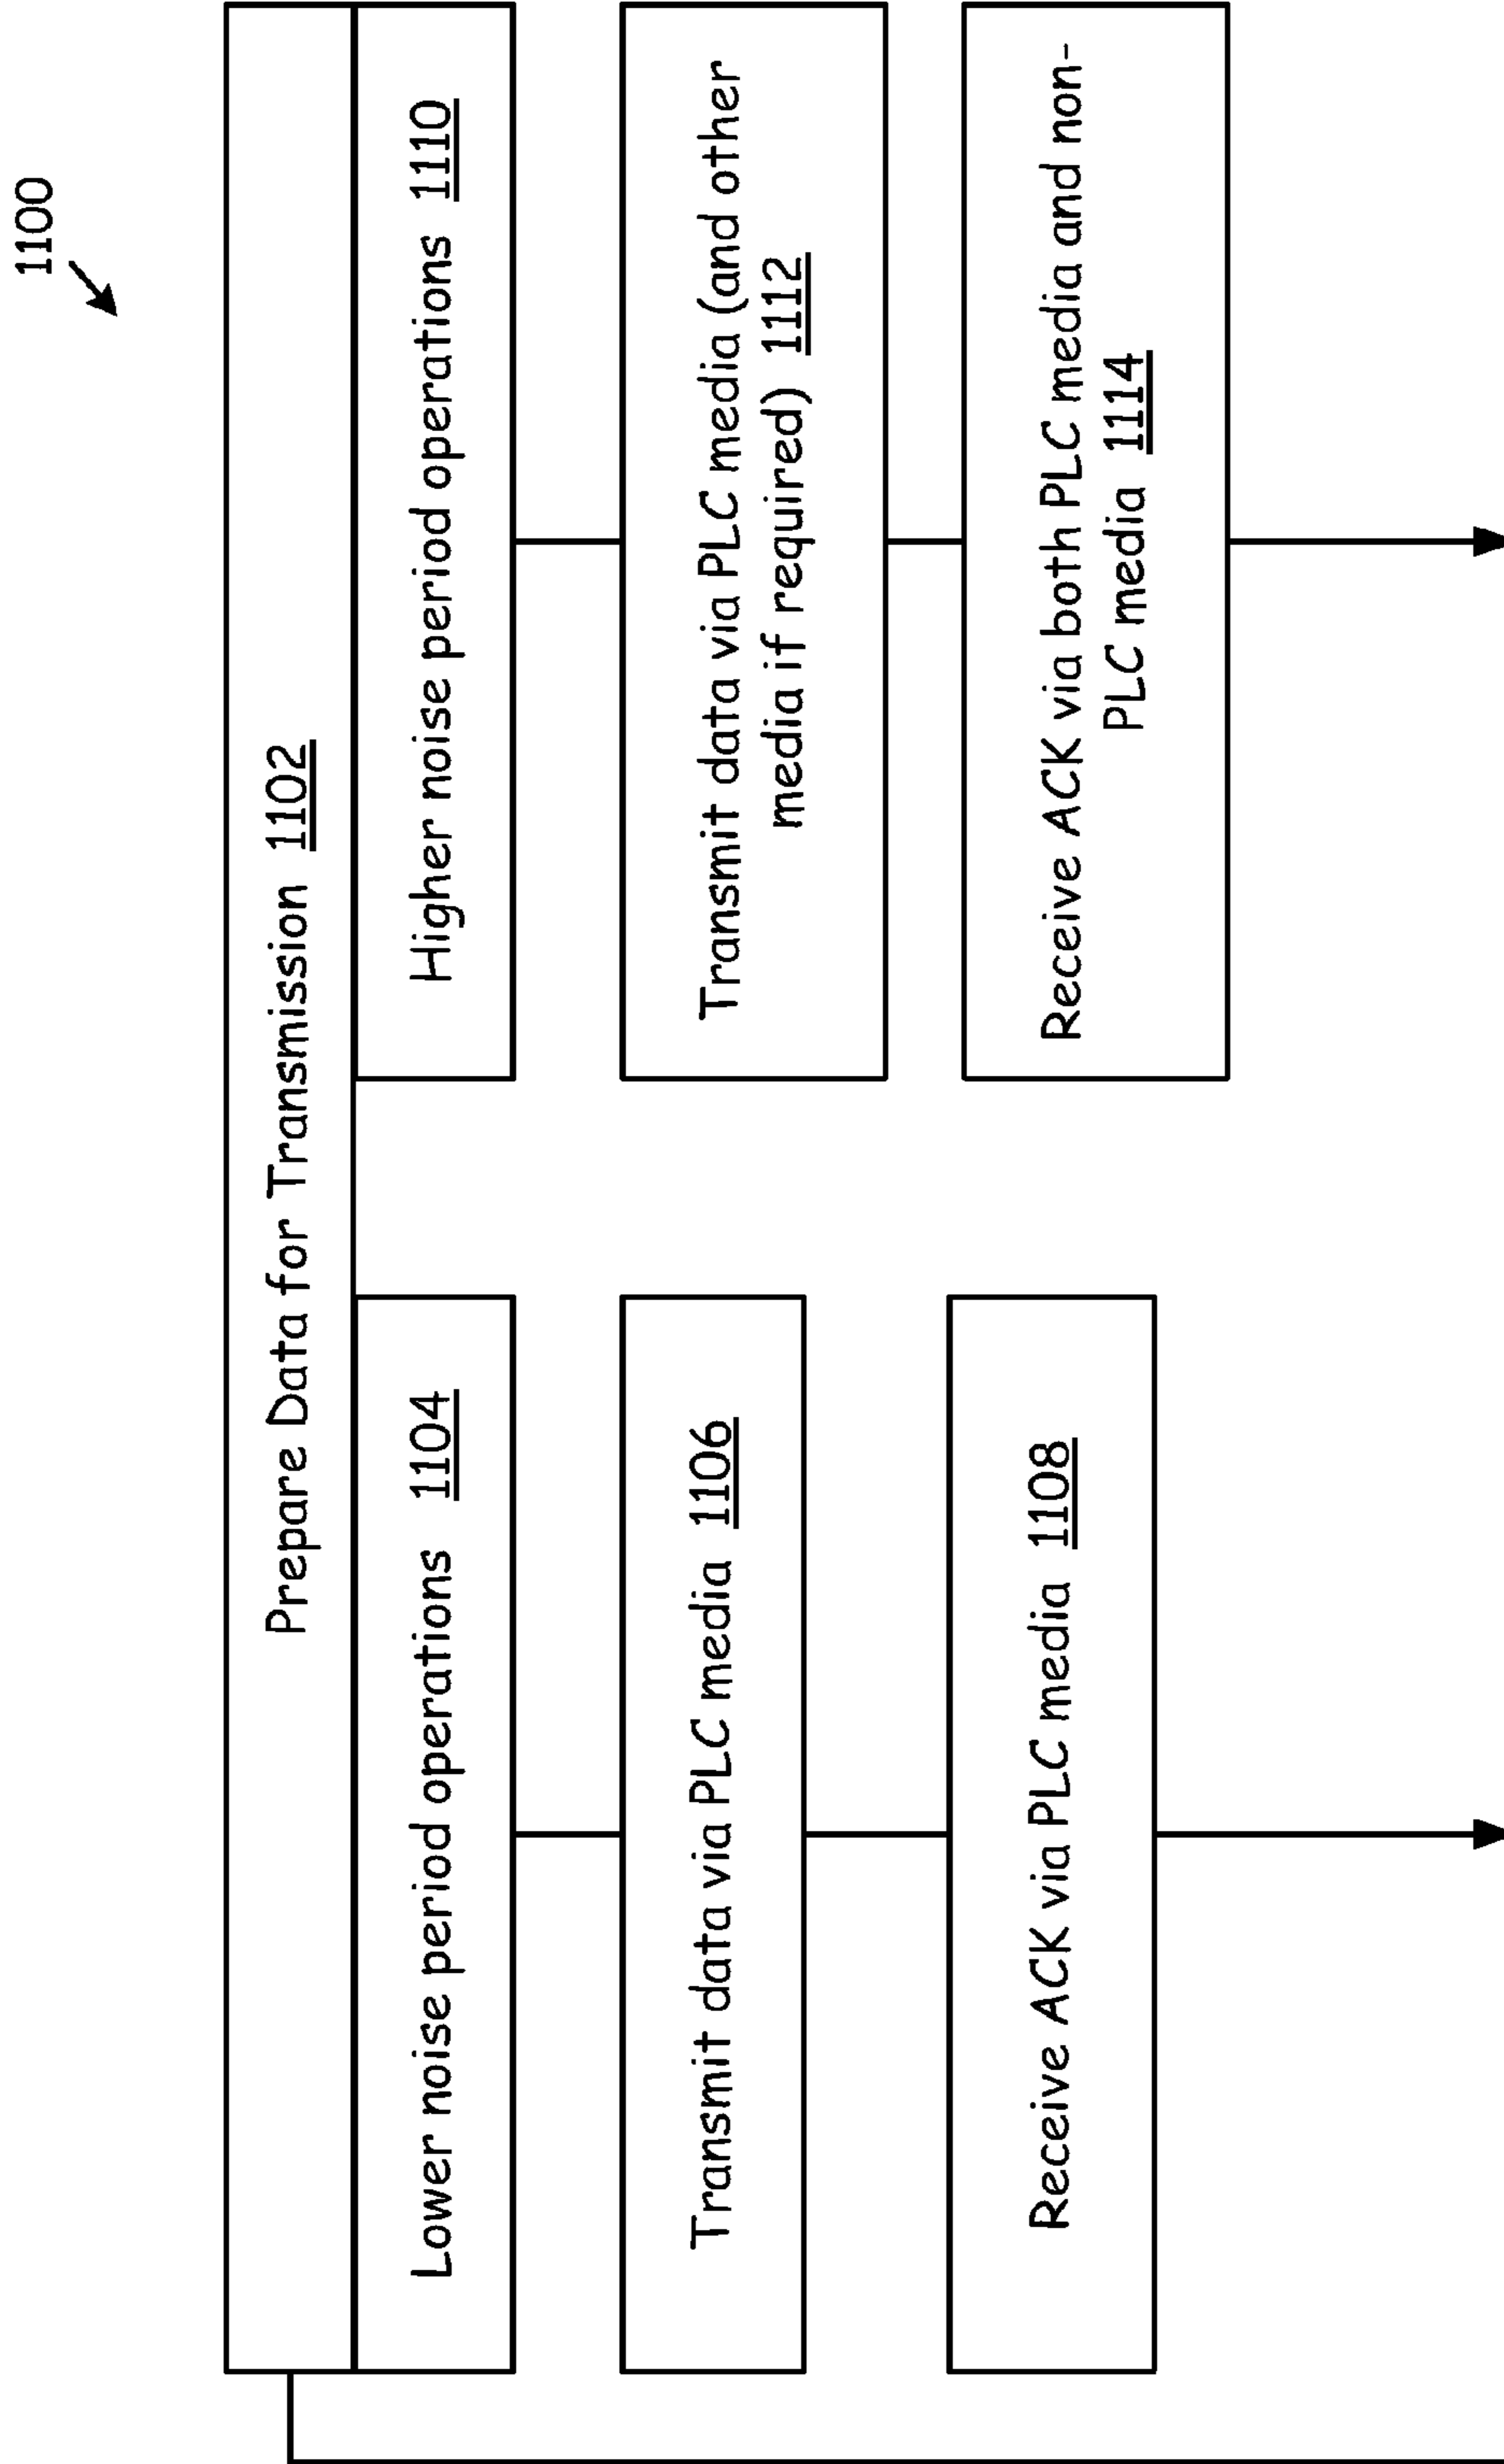 1100
Prepare Data for Transmission 1102
Lower noise period operations 1104
Transmit data via PLC media 1106
Receive ACK via PLC media 1108
Higher noise period operations 1110
Transmit data via PLC media (and other
media if required) 1112
Receive ACK via both PLC media and non-
PLC media 1114